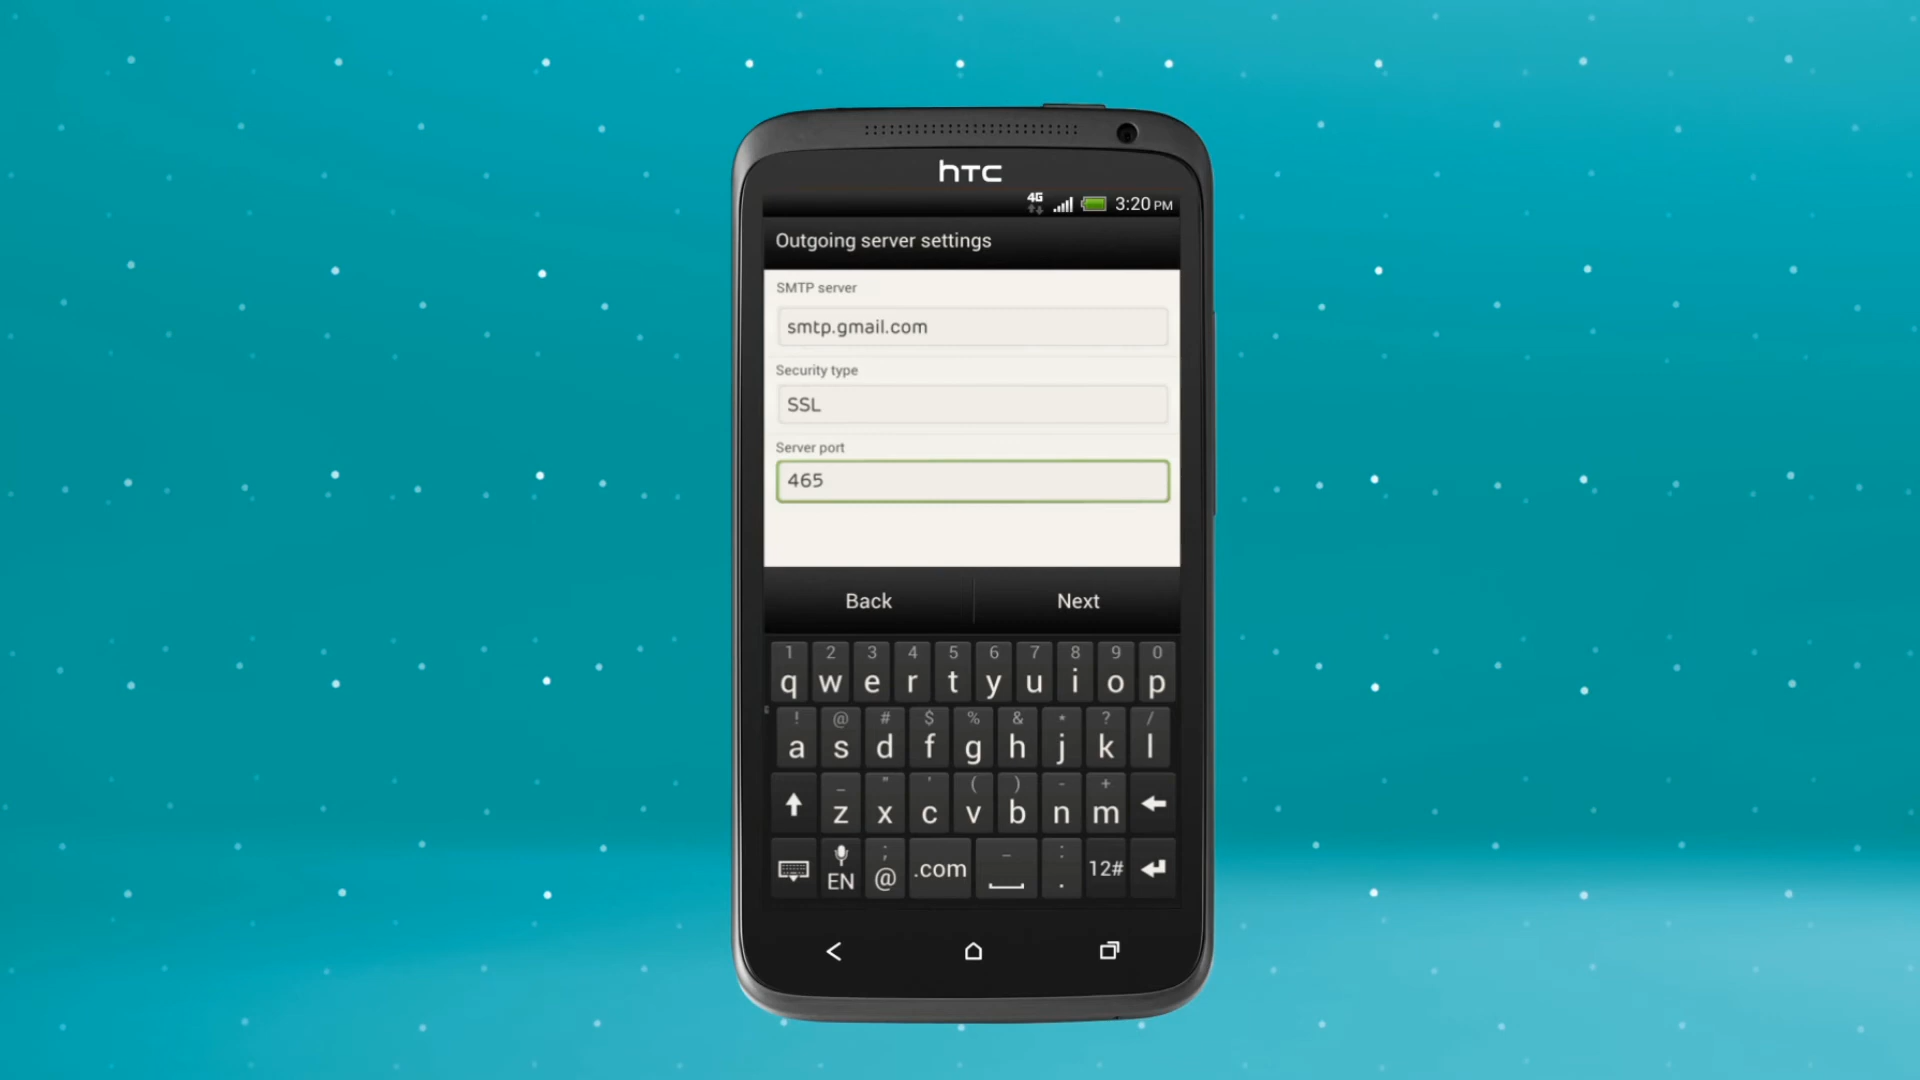 hTC
4G 3:20 PM
Outgoing server settings
SMTP server
smtp.gmail.com
Security type
SSL
Server port
465
Back Next
1 2 3 4 5 6 7 8 9 0
q w e r t y u i o p
! @ # $ % & * ? /
a s d f g h j k l
_ " ' ( ) - +
z x c v b n m
; _ :
EN @ .com . 12#